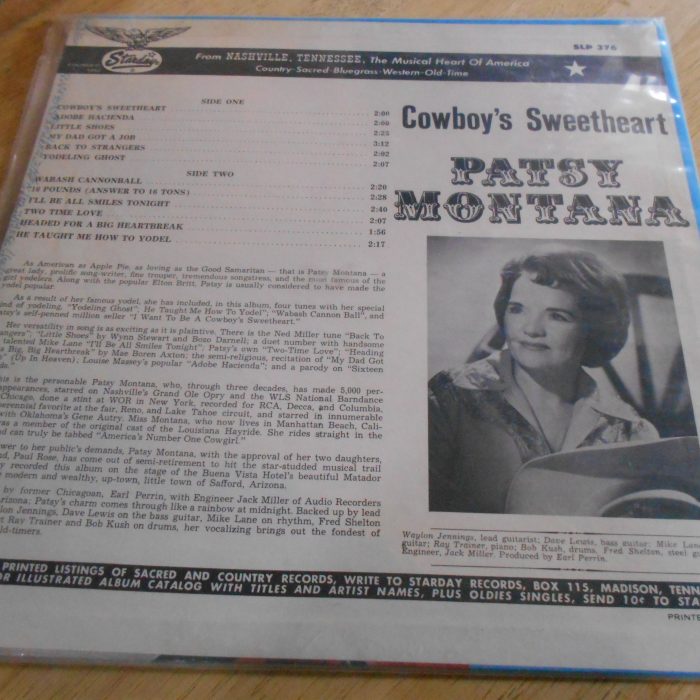 Starday
From NASHVILLE, TENNESSEE, The Musical Heart Of America
Country-Sacred-Bluegrass-Western-Old-Time
SLP 376
SIDE ONE
COWBOY'S SWEETHEART 2:00
ADOBE HACIENDA 2:60
LITTLE SHOES 2:25
MY DAD GOT A JOB 3:12
BACK TO STRANGERS 2:02
YODELING GHOST 2:07
SIDE TWO
WABASH CANNONBALL 2:20
'16 POUNDS (ANSWER TO 16 TONS) 2:28
I'LL BE ALL SMILES TONIGHT 2:40
TWO TIME LOVE 2:07
HEADED FOR A BIG HEARTBREAK 1:56
HE TAUGHT ME HOW TO YODEL 2:17
Cowboy's Sweetheart
PATSY
MONTANA
As American as Apple Pie, as loving as the Good Samaritan — that is Patsy Montana — a
great lady, prolific song-writer, fine trouper, tremendous songstress, and the most famous of the
girl yodelers. Along with the popular Elton Britt, Patsy is usually considered to have made the
yodel popular.
As a result of her famous yodel, she has included, in this album, four tunes with her special
kind of yodeling, "Yodeling Ghost"; He Taught Me How To Yodel"; "Wabash Cannon Ball", and
Patsy's self-penned million seller "I Want To Be A Cowboy's Sweetheart."
Her versatility in song is as exciting as it is plaintive. There is the Ned Miller tune "Back To
"Little Shoes" by Wynn Stewart and Bozo Darnell; a duet number with handsome
talented Mike Lane "I'll Be All Smiles Tonight". Patsy's own "Two-Time Love"; "Heading
Big, Big Heartbreak" by Mae Boren Axton; the semi-religious, recitation of "My Dad Got
(Up In Heaven); Louise Massey's popular "Adobe Hacienda"; and a parody on "Sixteen
This is the personable Patsy Montana, who, through three decades, has made 5,000 per-
appearances, starred on Nashville's Grand Ole Opry and the WLS National Barndance
Chicago, done a stint at WOR in New York, recorded for RCA, Decca, and Columbia,
perennial favorite at the fair, Reno, and Lake Tahoe circuit, and starred in innumerable
with Oklahoma's Gene Autry. Miss Montana, who now lives in Manhattan Beach, Cali-
was a member of the original cast of the Louisiana Hayride. She rides straight in the
and can truly be tabbed "America's Number One Cowgirl."
to her public's demands, Patsy Montana, with the approval of her two daughters,
Paul Rose, has come out of semi-retirement to hit the star-studded musical trail
recorded this album on the stage of the Buena Vista Hotel's beautiful Matador
modern and wealthy, up-town, little town of Safford, Arizona.
by former Chicagoan, Earl Perrin, with Engineer Jack Miller of Audio Recorders
Patsy's charm comes through like a rainbow at midnight. Backed up by lead
Jennings, Dave Lewis on the bass guitar, Mike Lane on rhythm, Fred Shelton
Ray Trainer and Bob Kush on drums, her vocalizing brings out the fondest of
old-timers.
Waylon Jennings, lead guitarist; Dave Lewis, bass guitar; Mike Lane
guitar; Ray Trainer, piano; Bob Kush, drums, Fred Shelton, steel
Engineer, Jack Miller. Produced by Earl Perrin.
PRINTED LISTINGS OF SACRED AND COUNTRY RECORDS, WRITE TO STARDAY RECORDS, BOX 115, MADISON, TENN
OR ILLUSTRATED ALBUM CATALOG WITH TITLES AND ARTIST NAMES, PLUS OLDIES SINGLES, SEND 10¢ TO STA
PRINTE